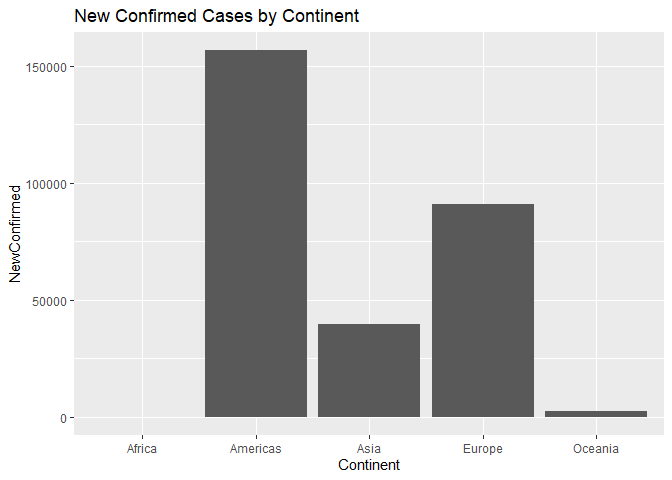 New Confirmed Cases by Continent
NewConfirmed
150000
100000
50000
0
Africa Americas Asia Europe Oceania
Continent